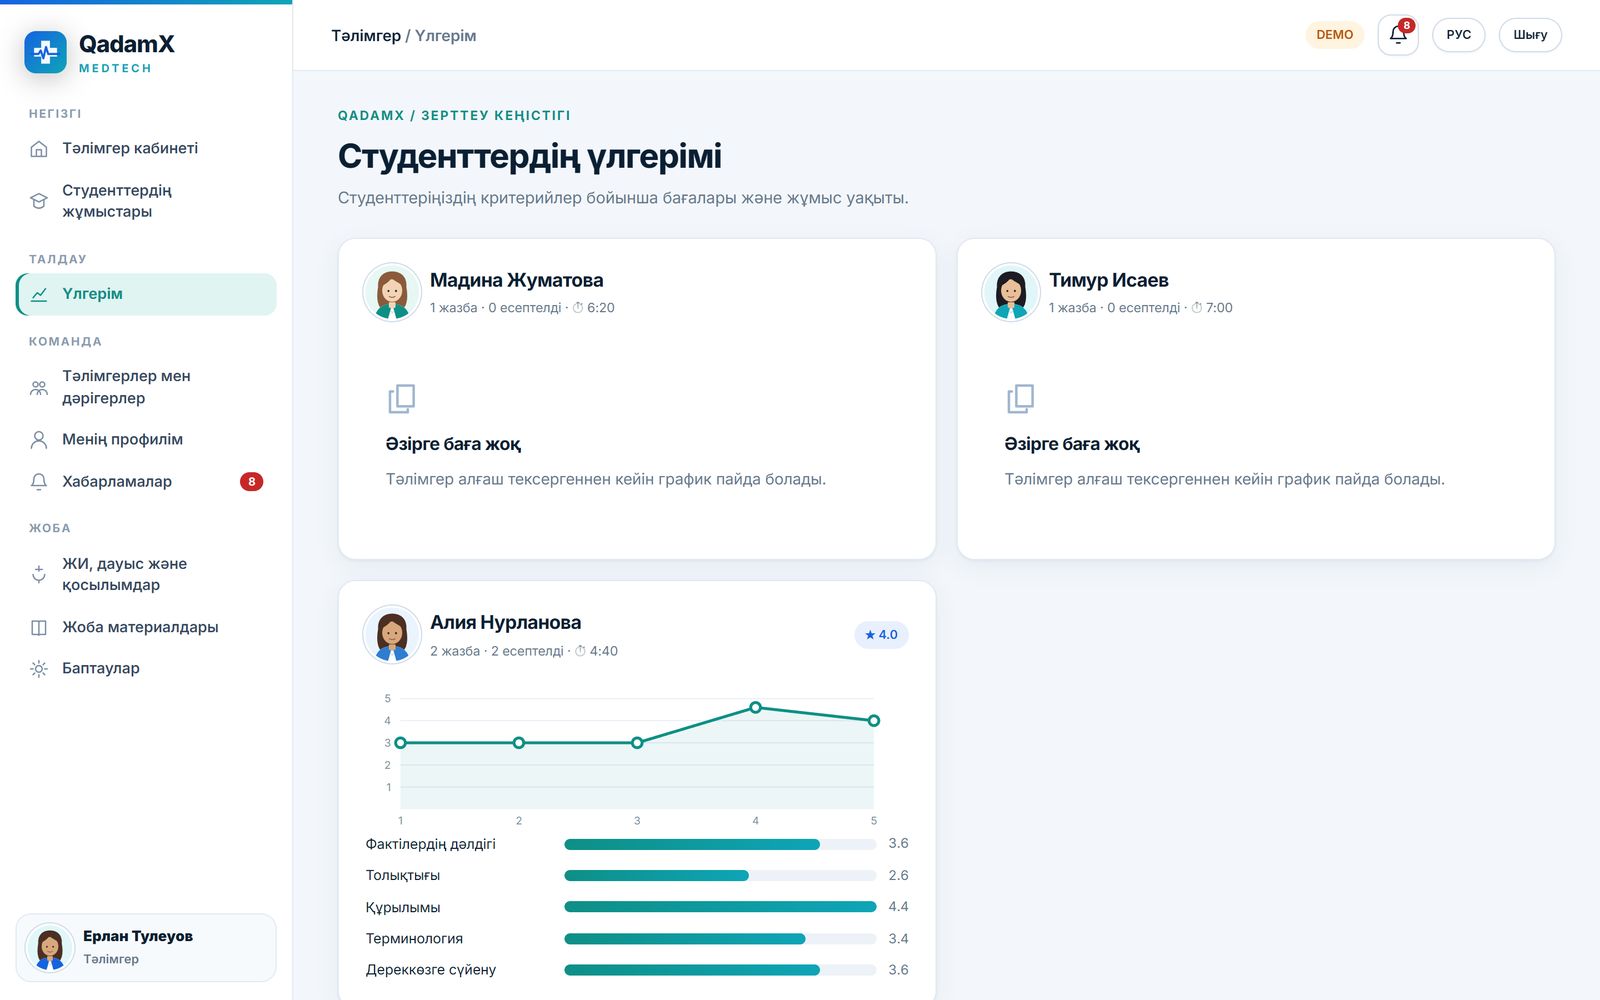 QadamX
MEDTECH
НЕГІЗГІ
Тәлімгер кабинеті
Студенттердің
жұмыстары
ТАЛДАУ
Үлгерім
КОМАНДА
Тәлімгерлер мен
дәрігерлер
Менің профилім
Хабарламалар 8
ЖОБА
ЖИ, дауыс және
қосылымдар
Жоба материалдары
Баптаулар
Ерлан Тулеуов
Тәлімгер
Тәлімгер / Үлгерім
DEMO 8 РУС Шығу
QADAMX / ЗЕРТТЕУ КЕҢІСТІГІ
Студенттердің үлгерімі
Студенттеріңіздің критерийлер бойынша бағалары және жұмыс уақыты.
Мадина Жуматова
1 жазба · 0 есептелді · ⏱ 6:20
Әзірге баға жоқ
Тәлімгер алғаш тексергеннен кейін график пайда болады.
Тимур Исаев
1 жазба · 0 есептелді · ⏱ 7:00
Әзірге баға жоқ
Тәлімгер алғаш тексергеннен кейін график пайда болады.
Алия Нурланова
2 жазба · 2 есептелді · ⏱ 4:40
★ 4.0
5
4
3
2
1
1 2 3 4 5
Фактілердің дәлдігі 3.6
Толықтығы 2.6
Құрылымы 4.4
Терминология 3.4
Дереккөзге сүйену 3.6